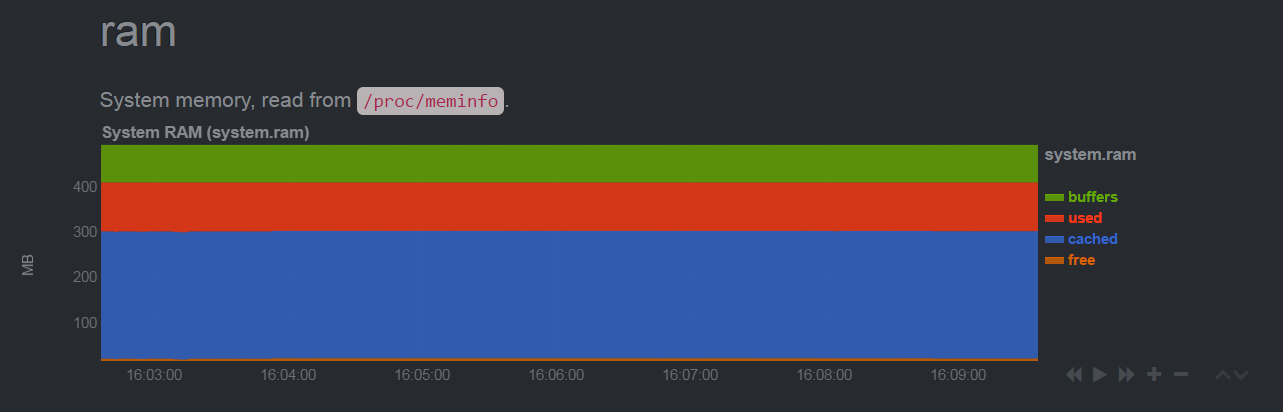 ram
System memory, read from /proc/meminfo.
System RAM (system.ram)
system.ram
buffers
used
cached
free
MB
400
300
200
100
16:03:00 16:04:00 16:05:00 16:06:00 16:07:00 16:08:00 16:09:00